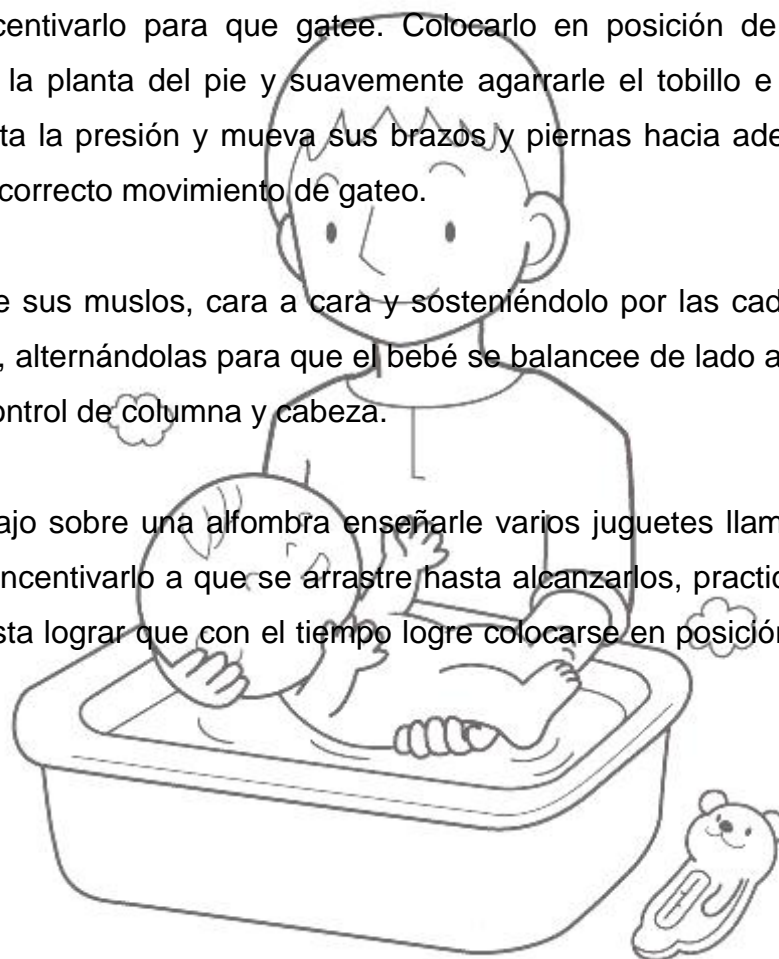 centivarlo para que gatee. Colocarlo en posición de
la planta del pie y suavemente agarrarle el tobillo e
ta la presión y mueva sus brazos y piernas hacia ade
correcto movimiento de gateo.
e sus muslos, cara a cara y sosteniéndolo por las cad
, alternándolas para que el bebé se balancee de lado a
ontrol de columna y cabeza.
ajo sobre una alfombra enseñarle varios juguetes llam
ncentivarlo a que se arrastre hasta alcanzarlos, practic
sta lograr que con el tiempo logre colocarse en posición